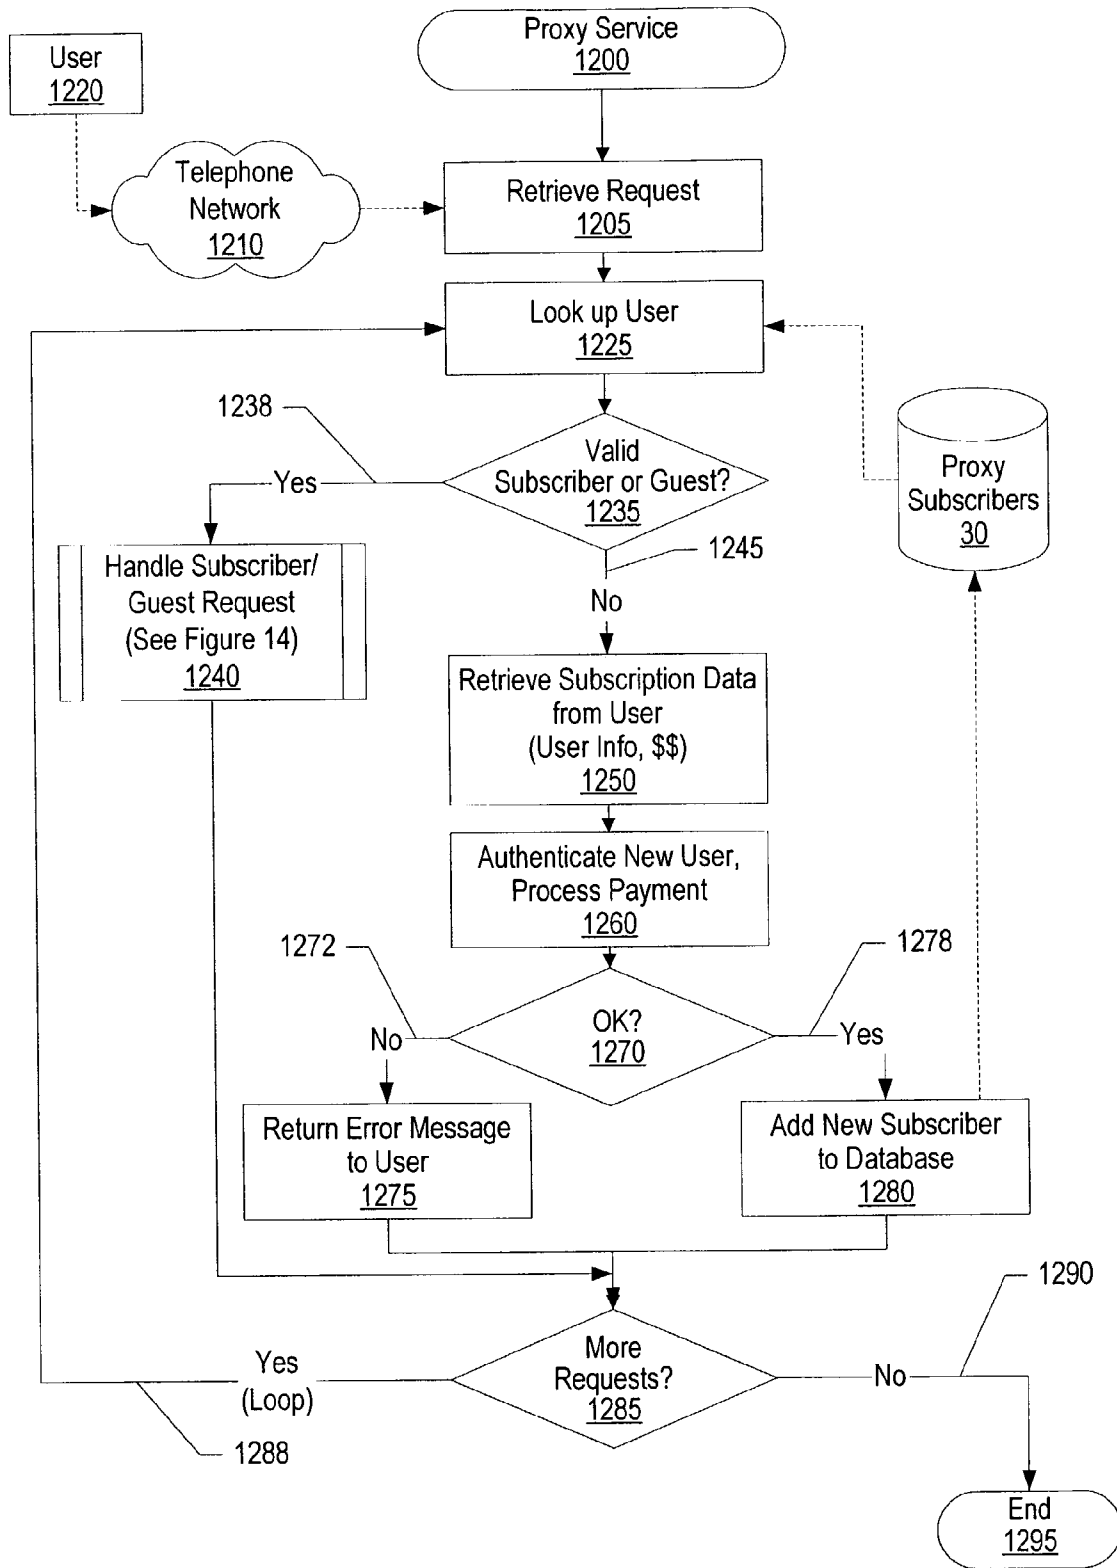 Proxy Service
1200
User
1220
Telephone
Network
1210
Retrieve Request
1205
Look up User
1225
1238
Valid
Subscriber or Guest?
1235
Yes
1245
No
Proxy
Subscribers
30
Handle Subscriber/
Guest Request
(See Figure 14)
1240
Retrieve Subscription Data
from User
(User Info, $$)
1250
Authenticate New User,
Process Payment
1260
1272
1278
OK?
1270
No
Yes
Return Error Message
to User
1275
Add New Subscriber
to Database
1280
1290
More
Requests?
1285
Yes
(Loop)
No
1288
End
1295